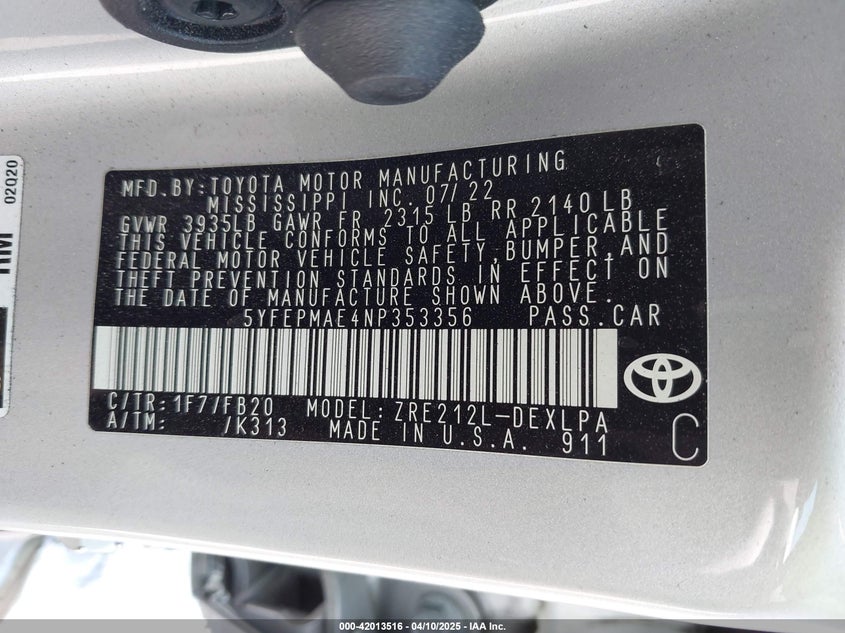 02Q20
MFD.BY:TOYOTA MOTOR MANUFACTURING
MISSISSIPPI INC. 07/22
GVWR 3935LB GAWR FR 2315 LB RR 2140 LB
THIS VEHICLE CONFORMS TO ALL APPLICABLE
FEDERAL MOTOR VEHICLE SAFETY, BUMPER, AND
THEFT PREVENTION STANDARDS IN EFFECT ON
THE DATE OF MANUFACTURE SHOWN ABOVE.
5YFEPMAE4NP353356 PASS.CAR
C/TR: 1F7/FB20 MODEL: ZRE212L-DEXLPA
A/TM: /K313 MADE IN U.S.A. 911 C
000-42013516 - 04/10/2025 - IAA Inc.